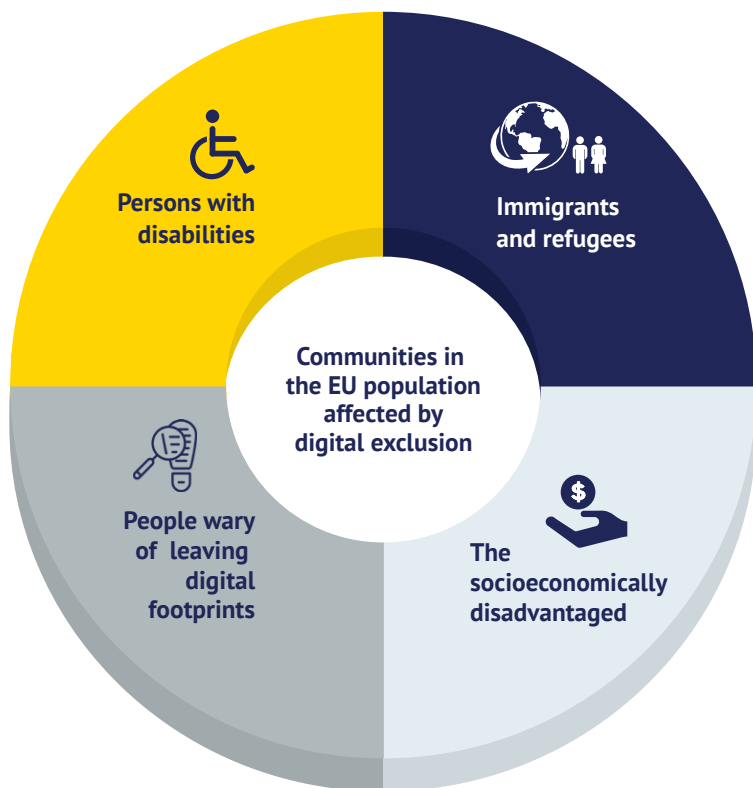 Persons with
disabilities
Immigrants
and refugees
Communities in
the EU population
affected by
digital exclusion
People wary
of leaving
digital
footprints
$
The
socioeconomically
disadvantaged